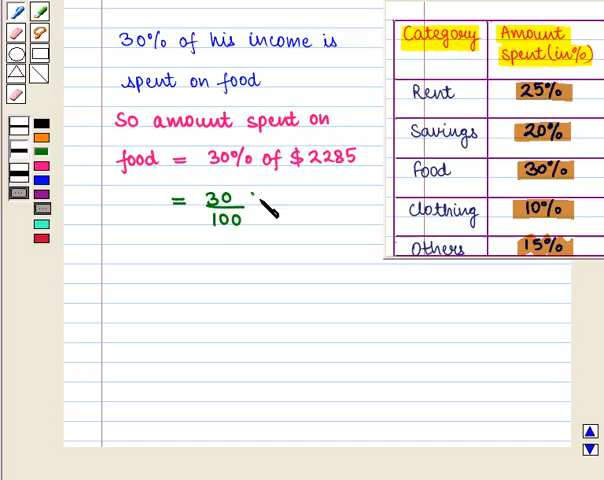 30% of his income is
spent on food
So amount spent on
food = 30% of $2285
= 30/100
Category Amount spent (in%)
Rent 25%
Savings 20%
Food 30%
Clothing 10%
Others 15%